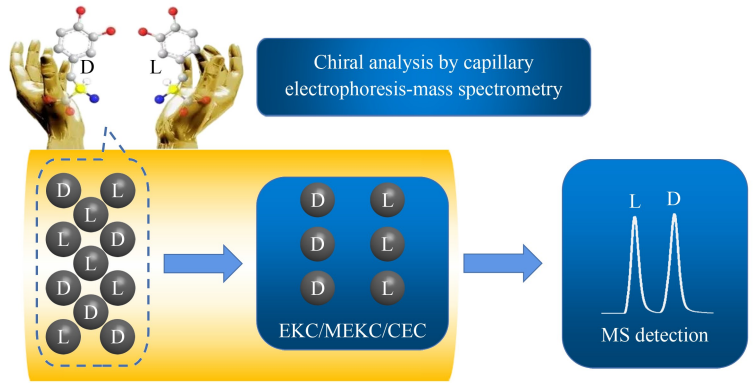 D
L
Chiral analysis by capillary
electrophoresis-mass spectrometry
D L
L
L D
L
D L
D
L D
D L
D L
D L
EKC/MEKC/CEC
L D
MS detection